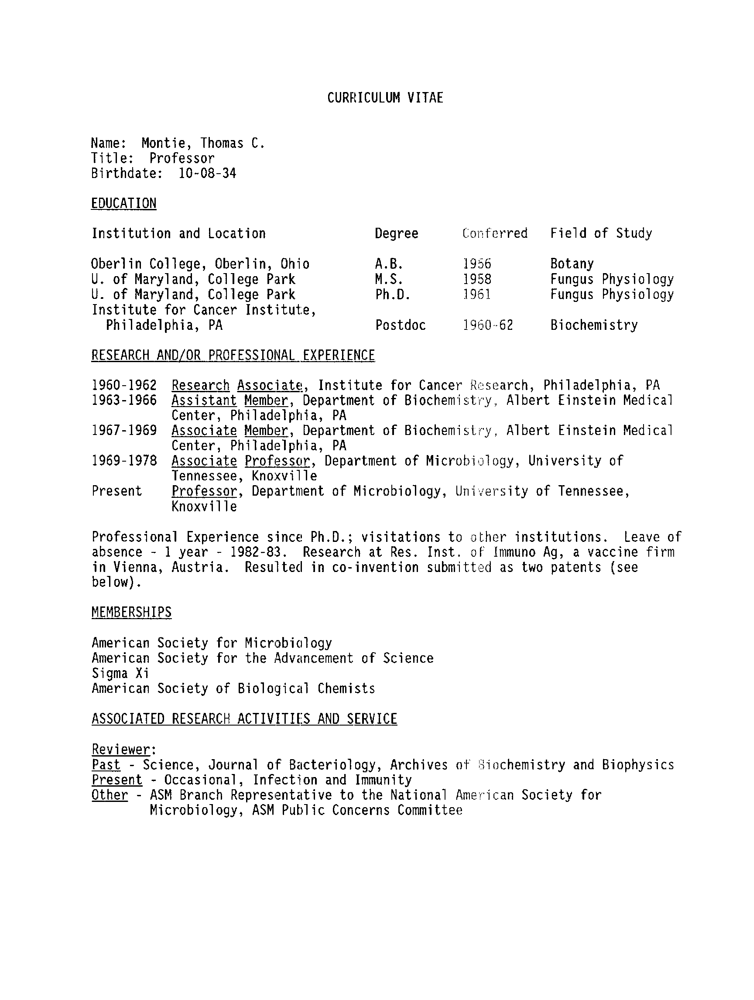 CURRICULUM VITAE
Name: Montie, Thomas C.
Title: Professor
Birthdate: 10-08-34
EDUCATION
Institution and Location Degree Conferred Field of Study
Oberlin College, Oberlin, Ohio A.B. 1956 Botany
U. of Maryland, College Park M.S. 1958 Fungus Physiology
U. of Maryland, College Park Ph.D. 1961 Fungus Physiology
Institute for Cancer Institute,
Philadelphia, PA Postdoc 1960-62 Biochemistry
RESEARCH AND/OR PROFESSIONAL EXPERIENCE
1960-1962 Research Associate, Institute for Cancer Research, Philadelphia, PA
1963-1966 Assistant Member, Department of Biochemistry, Albert Einstein Medical
Center, Philadelphia, PA
1967-1969 Associate Member, Department of Biochemistry, Albert Einstein Medical
Center, Philadelphia, PA
1969-1978 Associate Professor, Department of Microbiology, University of
Tennessee, Knoxville
Present Professor, Department of Microbiology, University of Tennessee,
Knoxville
Professional Experience since Ph.D.; visitations to other institutions. Leave of
absence - 1 year - 1982-83. Research at Res. Inst. of Immuno Ag, a vaccine firm
in Vienna, Austria. Resulted in co-invention submitted as two patents (see
below).
MEMBERSHIPS
American Society for Microbiology
American Society for the Advancement of Science
Sigma Xi
American Society of Biological Chemists
ASSOCIATED RESEARCH ACTIVITIES AND SERVICE
Reviewer:
Past - Science, Journal of Bacteriology, Archives of Biochemistry and Biophysics
Present - Occasional, Infection and Immunity
Other - ASM Branch Representative to the National American Society for
Microbiology, ASM Public Concerns Committee